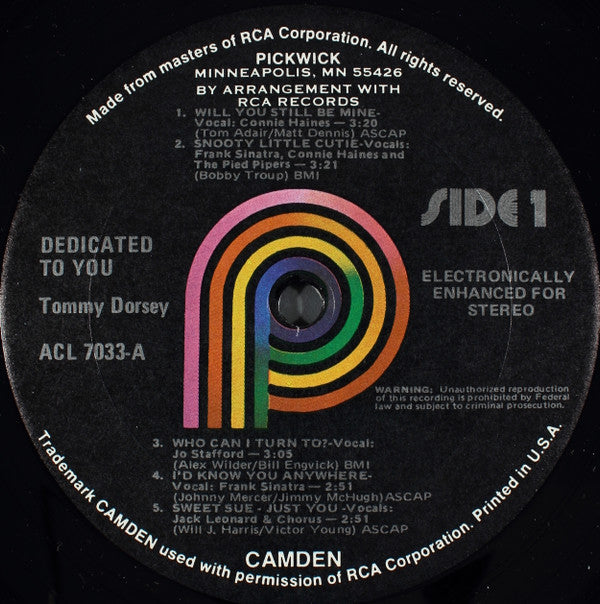 Made from masters of RCA Corporation. All rights reserved.
PICKWICK
MINNEAPOLIS, MN 55426
BY ARRANGEMENT WITH
RCA RECORDS
1. WILL YOU STILL BE MINE-
Vocal: Connie Haines — 3:20
(Tom Adair/Matt Dennis) ASCAP
2. SNOOTY LITTLE CUTIE-Vocals:
Frank Sinatra, Connie Haines and
The Pied Pipers — 3:21
(Bobby Troup) BMI
SIDE 1
DEDICATED
TO YOU
Tommy Dorsey
ACL 7033-A
ELECTRONICALLY
ENHANCED FOR
STEREO
WARNING: Unauthorized reproduction
of this recording is prohibited by Federal
law and subject to criminal prosecution.
3. WHO CAN I TURN TO?-Vocal:
Jo Stafford — 3:05
(Alex Wilder/Bill Engvick) BMI
4. I'D KNOW YOU ANYWHERE-
Vocal: Frank Sinatra — 2:51
(Johnny Mercer/Jimmy McHugh) ASCAP
5. SWEET SUE - JUST YOU -Vocals:
Jack Leonard & Chorus — 2:51
(Will J. Harris/Victor Young) ASCAP
CAMDEN
Trademark CAMDEN used with permission of RCA Corporation. Printed in U.S.A.